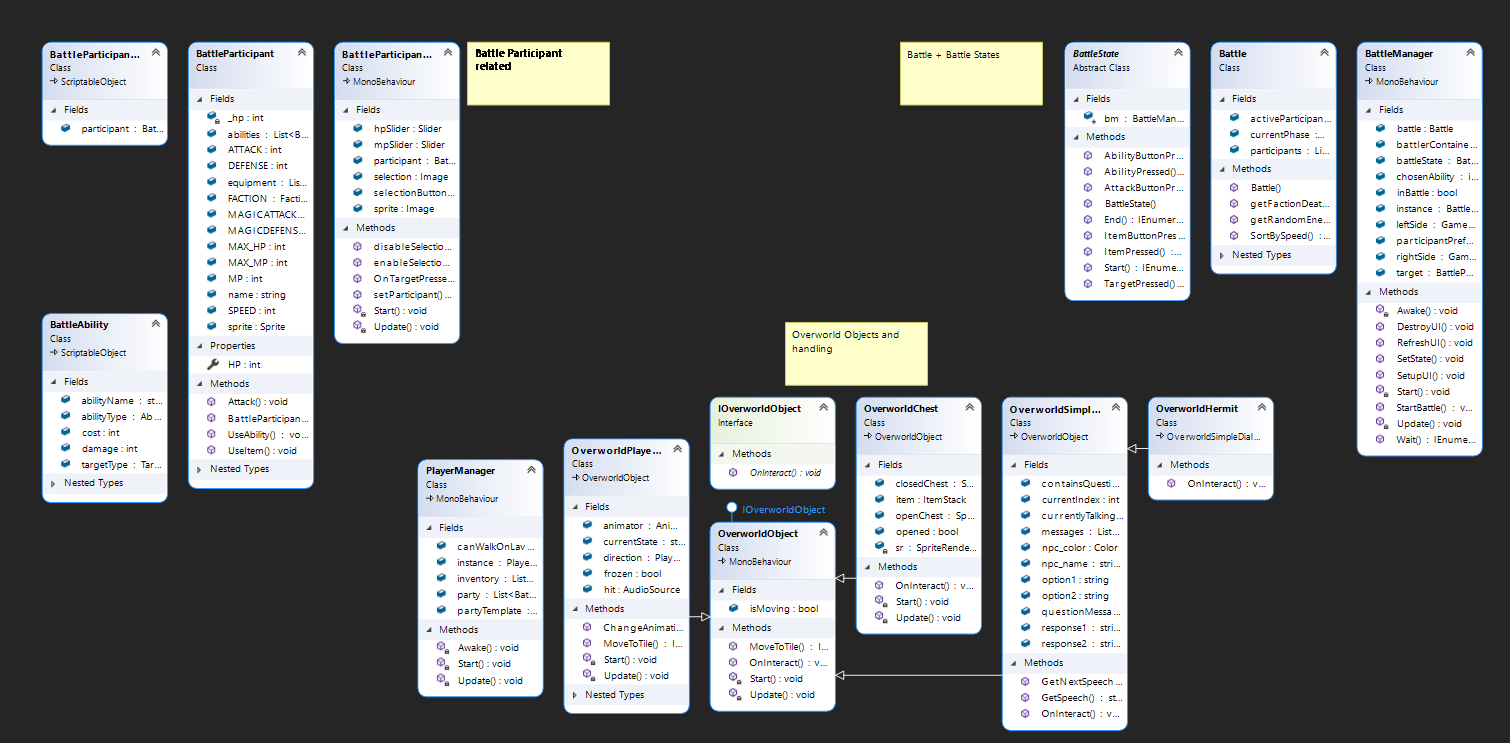 BattleParticipan...
Class
ScriptableObject
Fields
participant : Bat...
BattleParticipant
Class
Fields
_hp : int
abilities : List<B...
ATTACK : int
DEFENSE : int
equipment : Lis...
FACTION : Facti...
MAGICATTACK...
MAGICDEFENS...
MAX_HP : int
MAX_MP : int
MP : int
name : string
SPEED : int
sprite : Sprite
Properties
HP : int
Methods
Attack() : void
BattleParticipan...
UseAbility() : vo...
UseItem() : void
Nested Types
BattleParticipan...
Class
MonoBehaviour
Fields
hpSlider : Slider
mpSlider : Slider
participant : Bat...
selection : Image
selectionButton...
sprite : Image
Methods
disableSelectio...
enableSelectio...
OnTargetPresse...
setParticipant()...
Start() : void
Update() : void
Battle Participant
related
Battle + Battle States
BattleState
Abstract Class
Fields
bm : BattleMan...
Methods
AbilityButtonPr...
AbilityPressed()...
AttackButtonPr...
BattleState()
End() : IEnumer...
ItemButtonPres...
ItemPressed() :...
Start() : IEnume...
TargetPressed()...
Battle
Class
Fields
activeParticipan...
currentPhase :...
participants : Li...
Methods
Battle()
getFactionDeat...
getRandomEne...
SortBySpeed() :...
Nested Types
BattleManager
Class
MonoBehaviour
Fields
battle : Battle
battlerContaine...
battleState : Bat...
chosenAbility : i...
inBattle : bool
instance : Battle...
leftSide : Game...
participantPref...
rightSide : Gam...
target : BattleP...
Methods
Awake() : void
DestroyUI() : void
RefreshUI() : void
SetState() : void
SetupUI() : void
Start() : void
StartBattle() : v...
Update() : void
Wait() : IEnume...
BattleAbility
Class
ScriptableObject
Fields
abilityName : st...
abilityType : Ab...
cost : int
damage : int
targetType : Tar...
Nested Types
Overworld Objects and
handling
PlayerManager
Class
MonoBehaviour
Fields
canWalkOnLav...
instance : Playe...
inventory : List...
party : List<Bat...
partyTemplate :...
Methods
Awake() : void
Start() : void
Update() : void
OverworldPlaye...
Class
OverworldObject
Fields
animator : Ani...
currentState : st...
direction : Play...
frozen : bool
hit : AudioSource
Methods
ChangeAnimati...
MoveToTile() : I...
Start() : void
Update() : void
Nested Types
IOverworldObject
Interface
Methods
OnInteract() : void
IOverworldObject
OverworldObject
Class
MonoBehaviour
Fields
isMoving : bool
Methods
MoveToTile() : I...
OnInteract() : v...
Start() : void
Update() : void
OverworldChest
Class
OverworldObject
Fields
closedChest : S...
item : ItemStack
openChest : Sp...
opened : bool
sr : SpriteRende...
Methods
OnInteract() : v...
Start() : void
Update() : void
OverworldSimpl...
Class
OverworldObject
Fields
containsQuesti...
currentIndex : int
currentlyTalking...
messages : List...
npc_color : Color
npc_name : stri...
option1 : string
option2 : string
questionMessa...
response1 : stri...
response2 : stri...
Methods
GetNextSpeech...
GetSpeech() : st...
OnInteract() : v...
OverworldHermit
Class
OverworldSimpleDial...
Methods
OnInteract() : v...